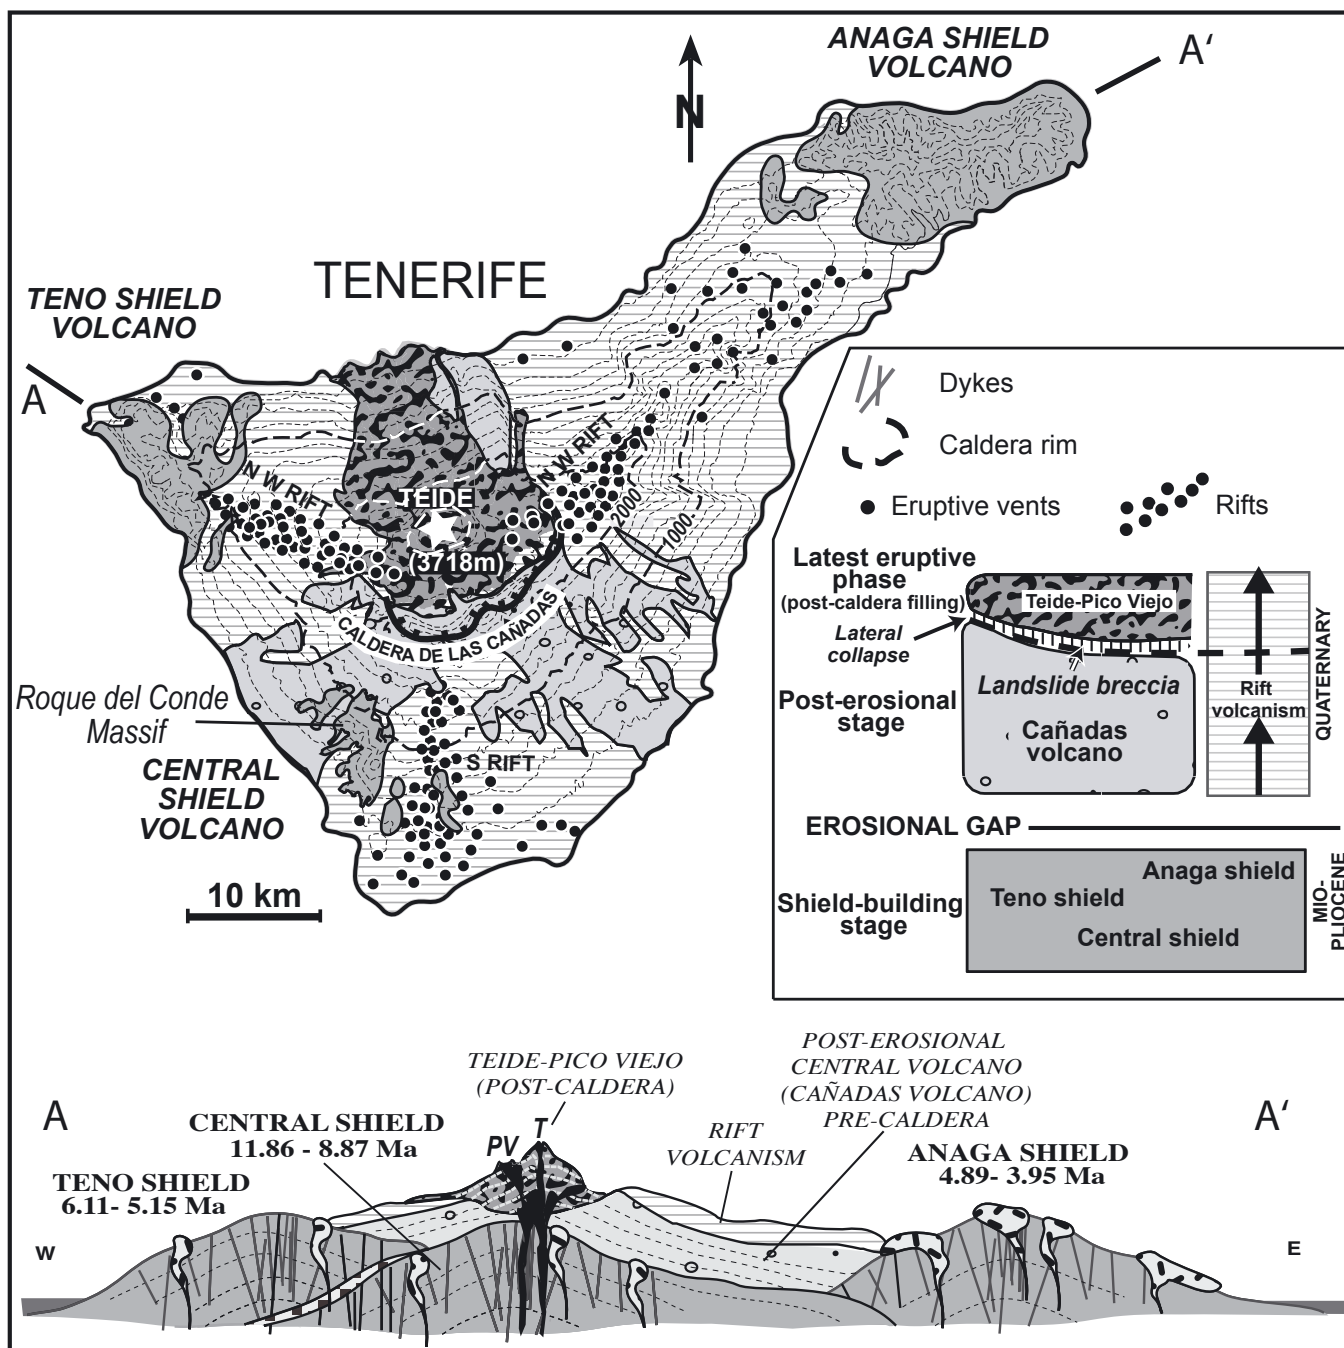 ANAGA SHIELD
VOLCANO
A'
N
TENERIFE
TENO SHIELD
VOLCANO
A
N W RIFT
N W RIFT
TEIDE
(3718m)
2000
1000
CALDERA DE LAS CAÑADAS
Roque del Conde
Massif
CENTRAL
SHIELD
VOLCANO
S RIFT
10 km
Dykes
Caldera rim
Eruptive vents
Rifts
Latest eruptive
phase
(post-caldera filling)
Teide-Pico Viejo
Lateral
collapse
Landslide breccia
Post-erosional
stage
Cañadas
volcano
Rift
volcanism
QUATERNARY
EROSIONAL GAP
Shield-building
stage
Anaga shield
Teno shield
Central shield
MIO-
PLIOCENE
A
A'
TEIDE-PICO VIEJO
(POST-CALDERA)
POST-EROSIONAL
CENTRAL VOLCANO
(CAÑADAS VOLCANO)
PRE-CALDERA
CENTRAL SHIELD
11.86 - 8.87 Ma
PV
T
RIFT
VOLCANISM
ANAGA SHIELD
4.89- 3.95 Ma
TENO SHIELD
6.11- 5.15 Ma
W
E